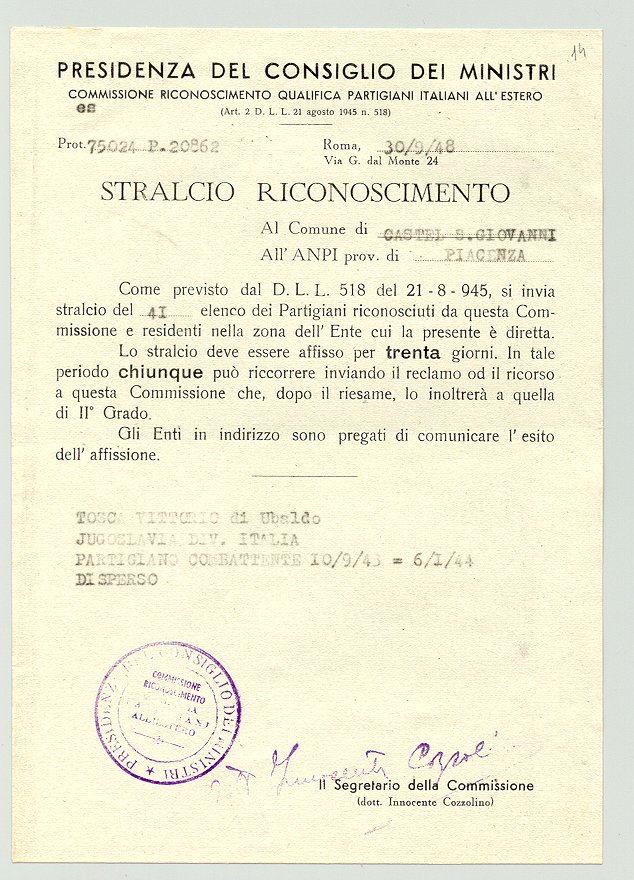 14
PRESIDENZA DEL CONSIGLIO DEI MINISTRI
COMMISSIONE RICONOSCIMENTO QUALIFICA PARTIGIANI ITALIANI ALL'ESTERO
es
(Art. 2 D. L. L. 21 agosto 1945 n. 518)
Prot. 75024 P.20862 Roma, 30/9/48
Via G. dal Monte 24
STRALCIO RICONOSCIMENTO
Al Comune di CASTEL S.GIOVANNI
All' ANPI prov. di PIACENZA
Come previsto dal D. L. L. 518 del 21 - 8 - 945, si invia
stralcio del 4I elenco dei Partigiani riconosciuti da questa Com-
missione e residenti nella zona dell' Ente cui la presente è diretta.
Lo stralcio deve essere affisso per trenta giorni. In tale
periodo chiunque può riccorrere inviando il reclamo od il ricorso
a questa Commissione che, dopo il riesame, lo inoltrerà a quella
di II° Grado.
Gli Enti in indirizzo sono pregati di comunicare l' esito
dell' affissione.
TOSCA VITTORIO di Ubaldo
JUGOSLAVIA DIV. ITALIA
PARTIGIANO COMBATTENTE IO/9/43 = 6/I/44
DISPERSO
PRESIDENZA DEL CONSIGLIO DEI MINISTRI
COMMISSIONE
RICONOSCIMENTO
ALL'ESTERO
Innocente Cozzoli
Il Segretario della Commissione
(dott. Innocente Cozzolino)